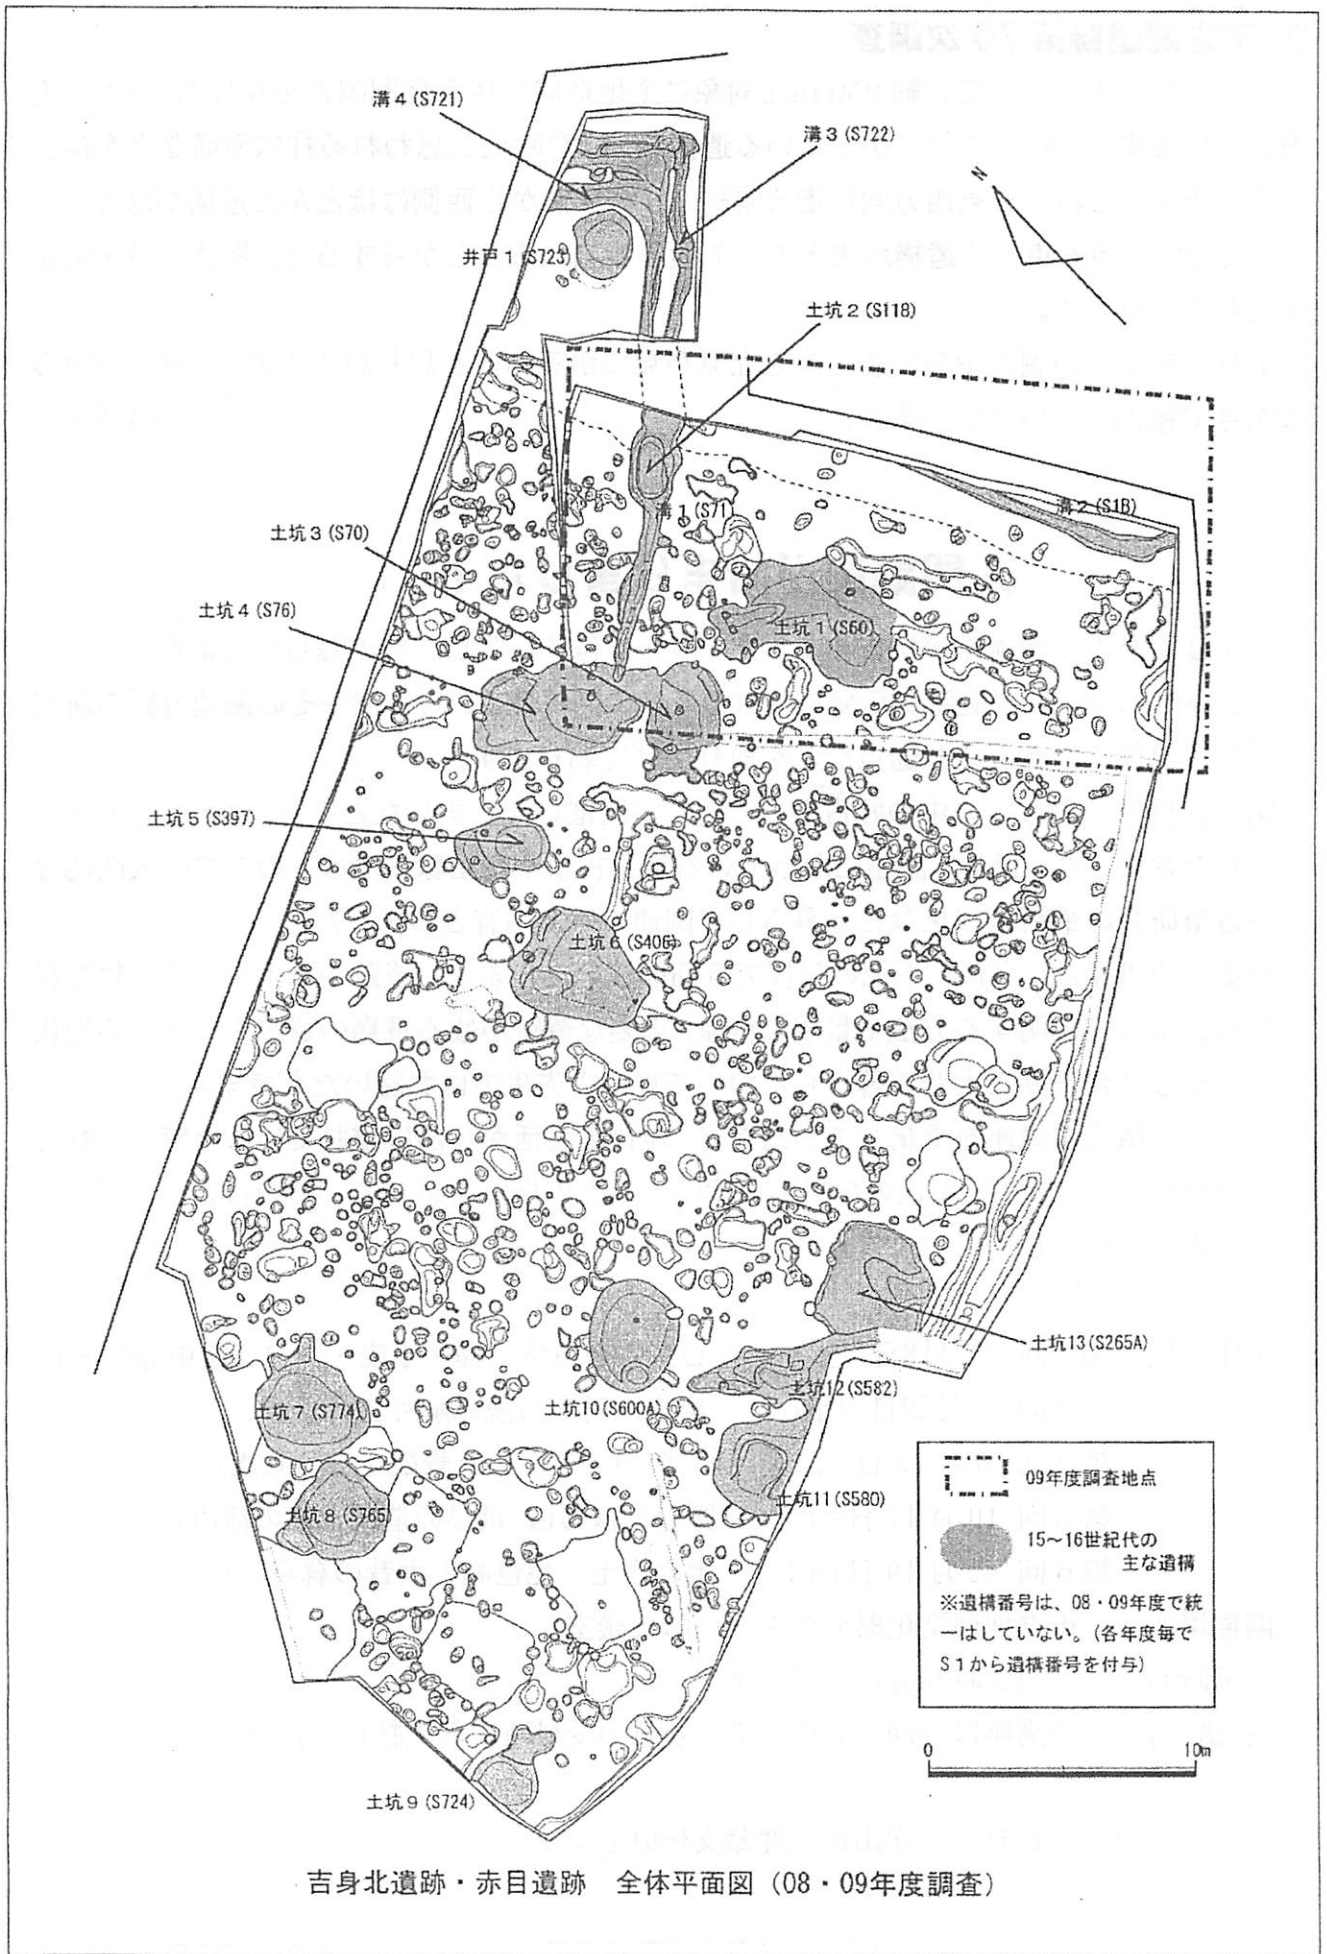 溝4(S721)
溝3(S722)
N
井戸1(S723)
土坑2(S118)
溝1(S71)
溝2(S1B)
土坑3(S70)
土坑4(S76)
土坑1(S60)
土坑5(S397)
土坑6(S406)
土坑13(S265A)
土坑12(S582)
土坑7(S774)
土坑10(S600A)
土坑11(S580)
土坑8(S765)
土坑9(S724)
09年度調査地点
15~16世紀代の
主な遺構
※遺構番号は、08・09年度で統
一はしていない。(各年度毎で
S1から遺構番号を付与)
0 10m
吉身北遺跡・赤目遺跡 全体平面図(08・09年度調査)